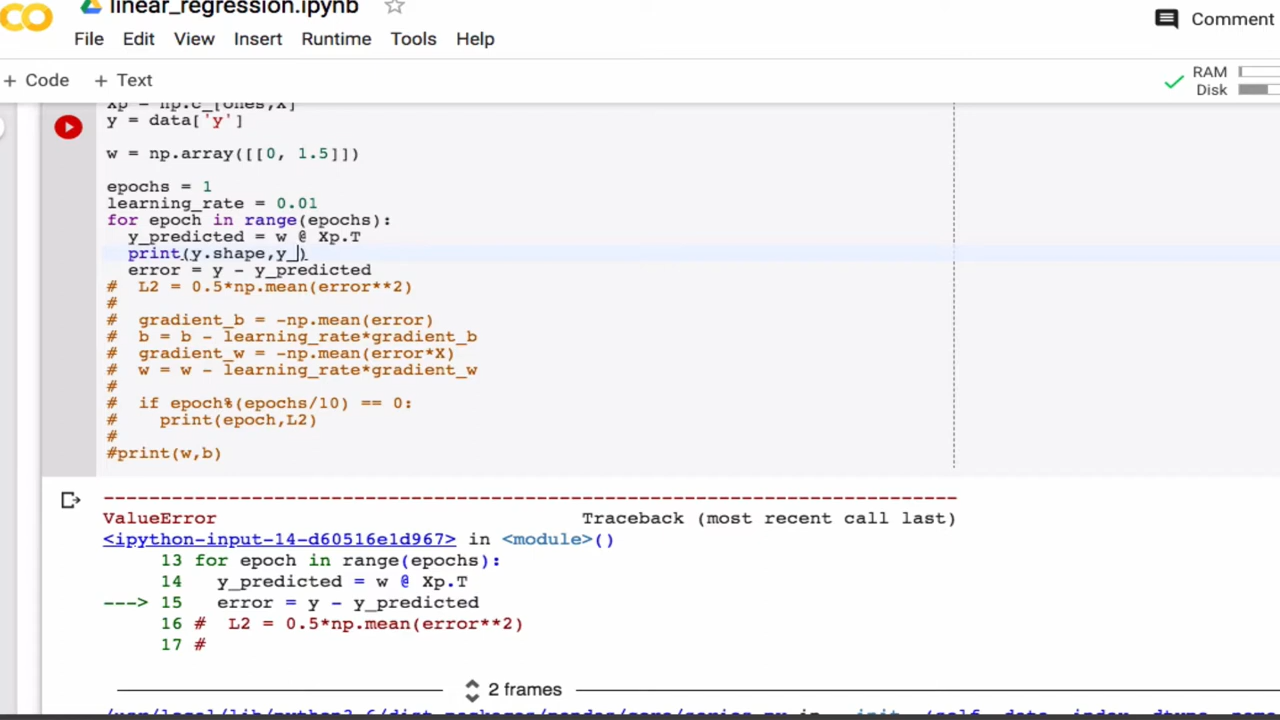 linear_regression.ipynb
Comment
File Edit View Insert Runtime Tools Help
+ Code + Text
RAM
Disk
Xp = np.c_[ones,X]
y = data['y']
w = np.array([[0, 1.5]])
epochs = 1
learning_rate = 0.01
for epoch in range(epochs):
  y_predicted = w @ Xp.T
  print(y.shape,y_)
  error = y - y_predicted
#  L2 = 0.5*np.mean(error**2)
#
#  gradient_b = -np.mean(error)
#  b = b - learning_rate*gradient_b
#  gradient_w = -np.mean(error*X)
#  w = w - learning_rate*gradient_w
#
#  if epoch%(epochs/10) == 0:
#    print(epoch,L2)
#
#print(w,b)
---------------------------------------------------------------------------
ValueError Traceback (most recent call last)
<ipython-input-14-d60516e1d967> in <module>()
13 for epoch in range(epochs):
14   y_predicted = w @ Xp.T
---> 15   error = y - y_predicted
16 #  L2 = 0.5*np.mean(error**2)
17 #
2 frames